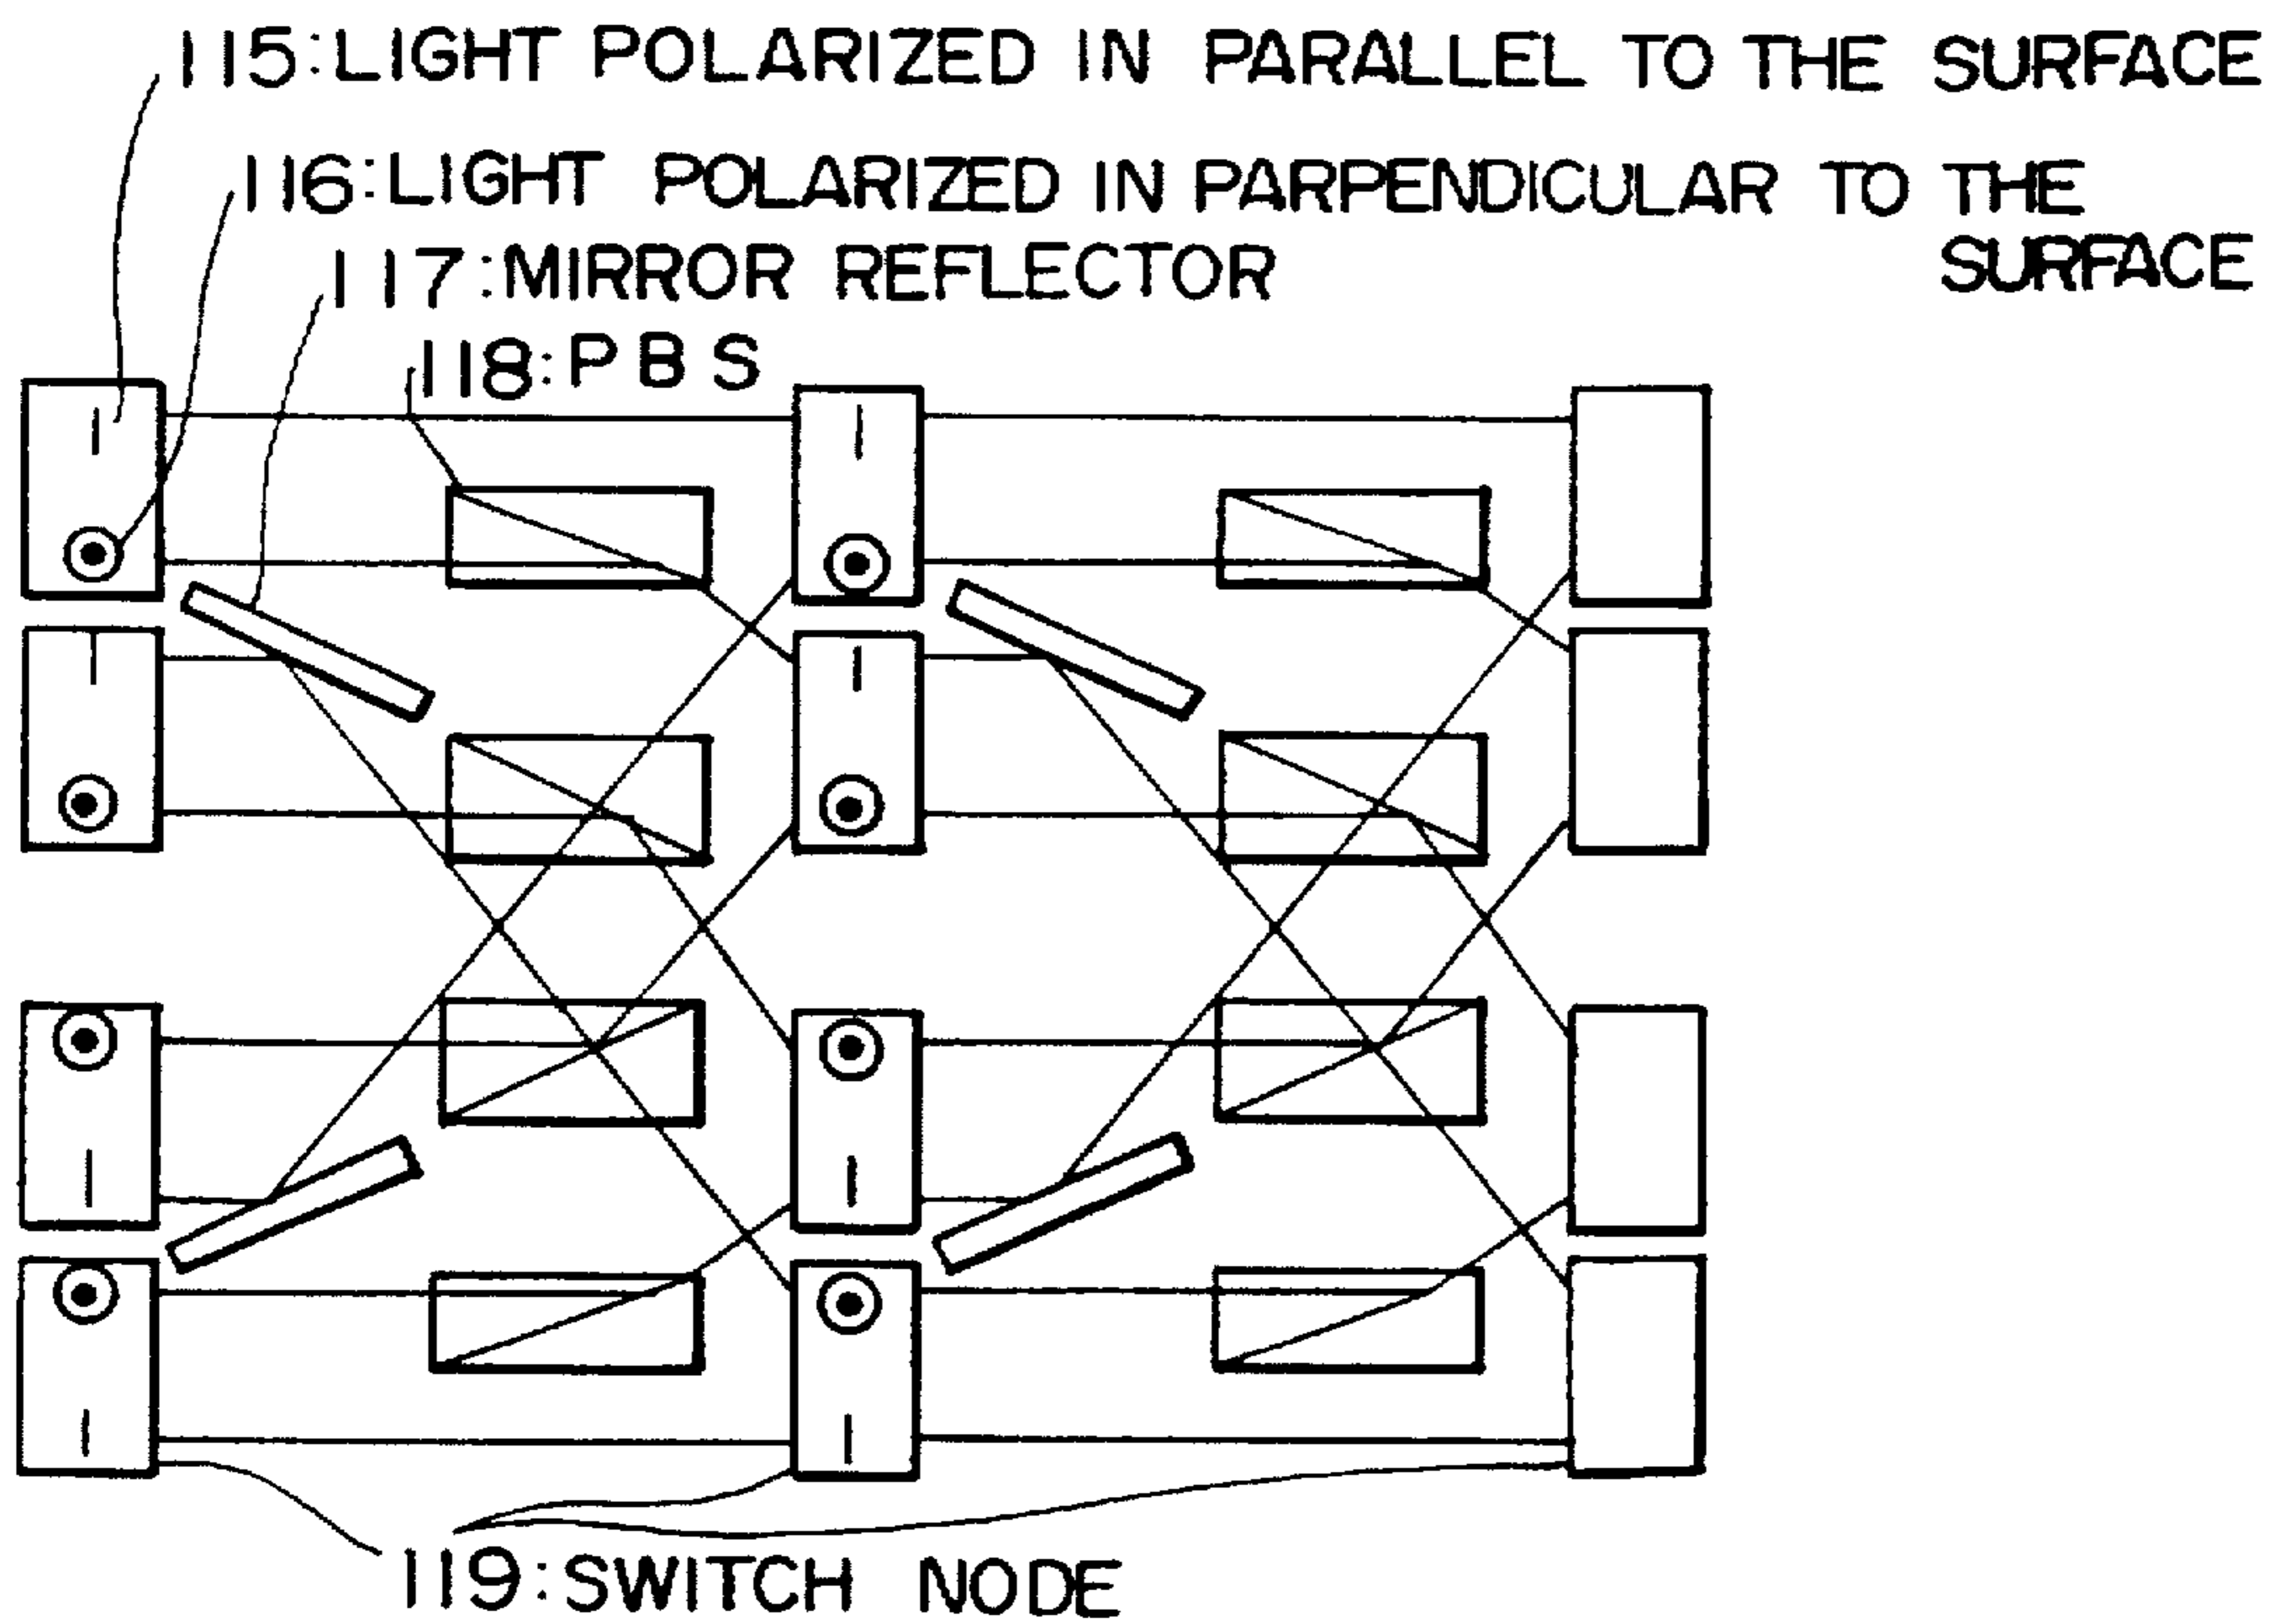 115:LIGHT POLARIZED IN PARALLEL TO THE SURFACE
116:LIGHT POLARIZED IN PARPENDICULAR TO THE
SURFACE
117:MIRROR REFLECTOR
118:PBS
119:SWITCH NODE